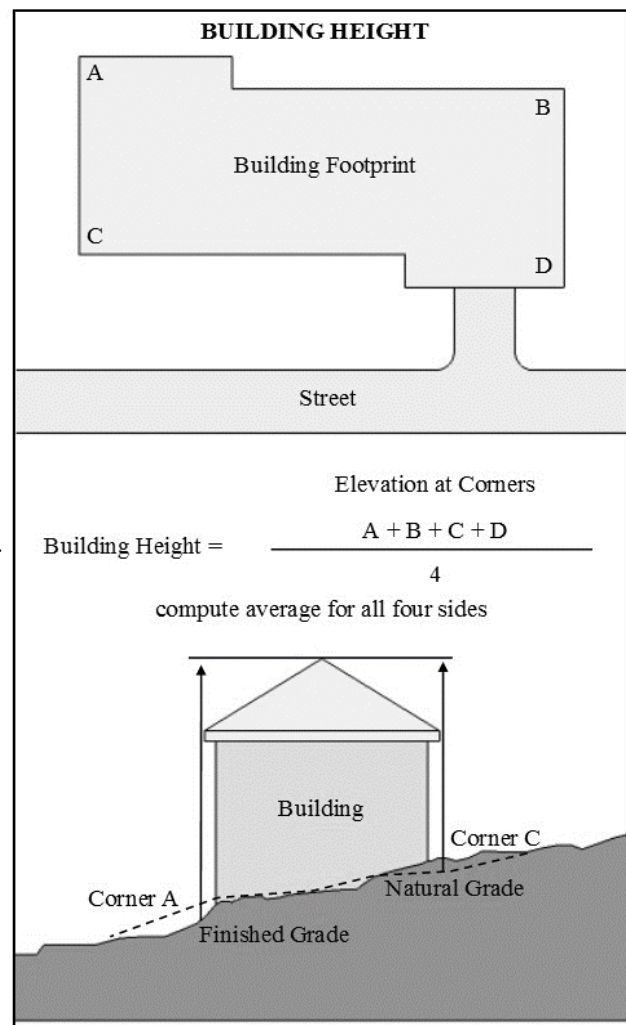 BUILDING HEIGHT
A
B
Building Footprint
C
D
Street
Elevation at Corners
Building Height =
A + B + C + D
4
compute average for all four sides
Building
Corner C
Corner A
Natural Grade
Finished Grade